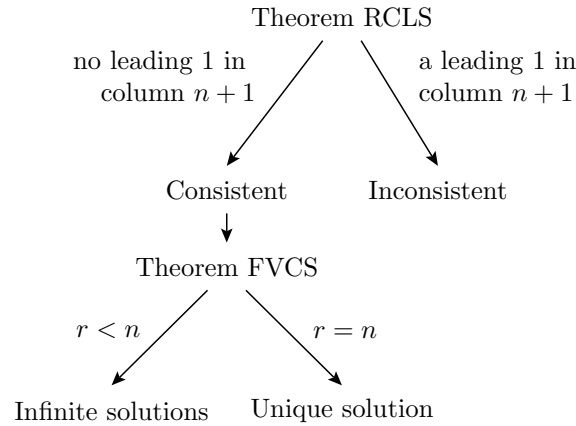 Theorem RCLS
no leading 1 in
column n + 1
a leading 1 in
column n + 1
Consistent
Inconsistent
Theorem FVCS
r < n
r = n
Infinite solutions
Unique solution